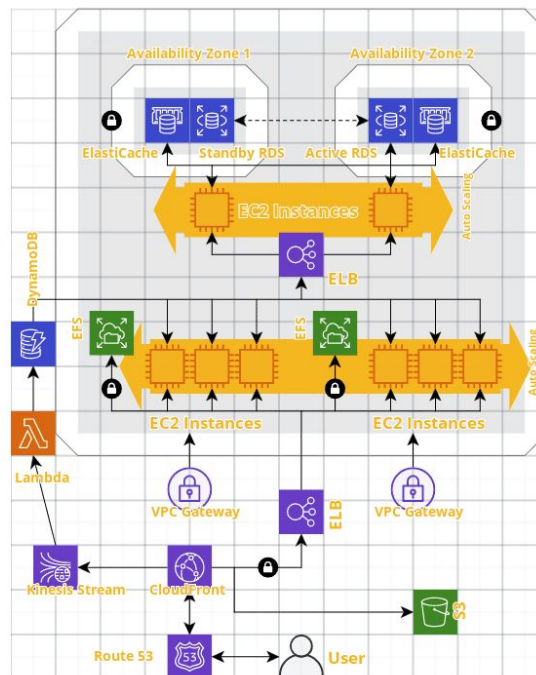 Availability Zone 1
Availability Zone 2
ElastiCache
Standby RDS
Active RDS
ElastiCache
EC2 Instances
Auto Scaling
ELB
DynamoDB
EFS
EFS
Auto Scaling
EC2 Instances
EC2 Instances
Lambda
VPC Gateway
ELB
VPC Gateway
Kinesis Stream
CloudFront
S3
Route 53
53
User